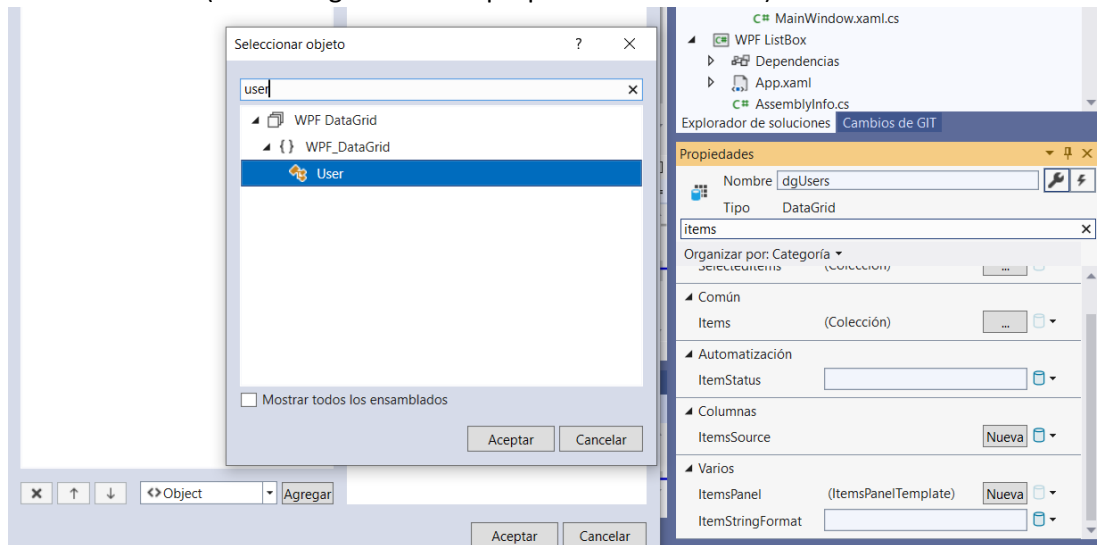 C# MainWindow.xaml.cs
Seleccionar objeto ? ×
user
WPF DataGrid
{ } WPF_DataGrid
User
Mostrar todos los ensamblados
Aceptar Cancelar
<>Object Agregar
Aceptar Cancelar
C# WPF ListBox
Dependencias
App.xaml
C# AssemblyInfo.cs
Explorador de soluciones Cambios de GIT
Propiedades
Nombre dgUsers
Tipo DataGrid
items
Organizar por: Categoría
SelectedItems (Colección) ...
Común
Items (Colección) ...
Automatización
ItemStatus
Columnas
ItemsSource Nueva
Varios
ItemsPanel (ItemsPanelTemplate) Nueva
ItemStringFormat